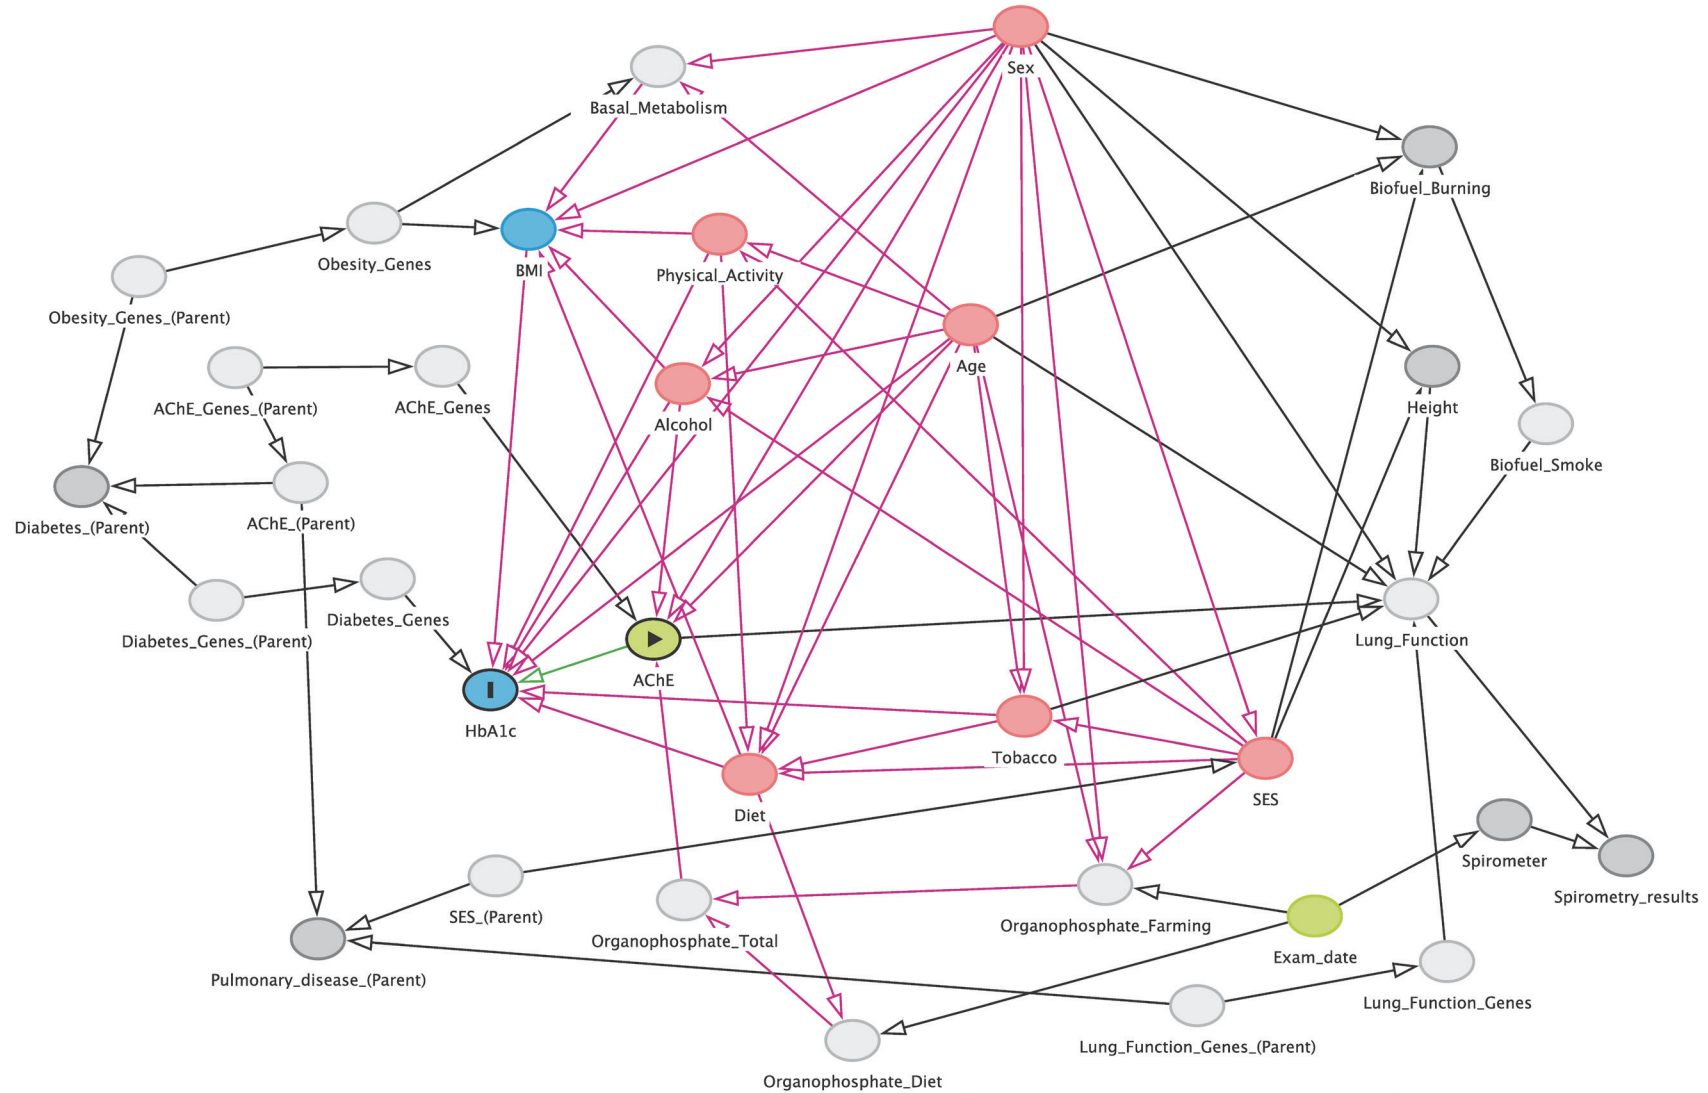 Sex
Basal_Metabolism
Biofuel_Burning
Obesity_Genes
BMI
Physical_Activity
Obesity_Genes_(Parent)
Age
AChE_Genes_(Parent)
AChE_Genes
Alcohol
Height
Biofuel_Smoke
Diabetes_(Parent)
AChE_(Parent)
Diabetes_Genes_(Parent)
Diabetes_Genes
Lung_Function
AChE
HbA1c
Tobacco
SES
Diet
Spirometer
Spirometry_results
SES_(Parent)
Organophosphate_Total
Organophosphate_Farming
Exam_date
Pulmonary_disease_(Parent)
Lung_Function_Genes
Lung_Function_Genes_(Parent)
Organophosphate_Diet